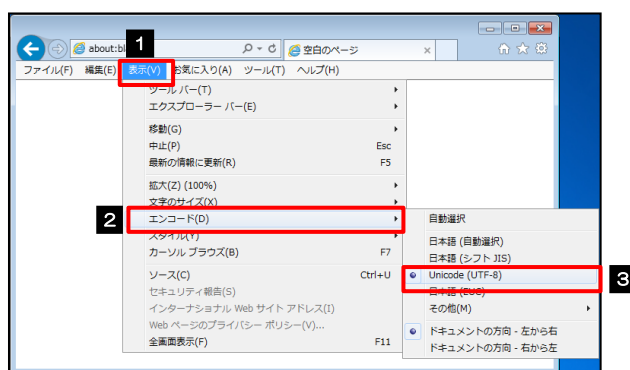 1
about:bl
空白のページ
ファイル(F) 編集(E) 表示(V) お気に入り(A) ツール(T) ヘルプ(H)
ツール バー(T)
エクスプローラー バー(E)
移動(G)
中止(P) Esc
最新の情報に更新(R) F5
拡大(Z) (100%)
文字のサイズ(X)
2
エンコード(D)
スタイル(Y)
カーソル ブラウズ(B) F7
ソース(C) Ctrl+U
セキュリティ報告(S)
インターナショナル Web サイト アドレス(I)
Web ページのプライバシー ポリシー(V)...
全画面表示(F) F11
自動選択
日本語 (自動選択)
日本語 (シフト JIS)
Unicode (UTF-8)
3
日本語 (EUC)
その他(M)
ドキュメントの方向 - 左から右
ドキュメントの方向 - 右から左